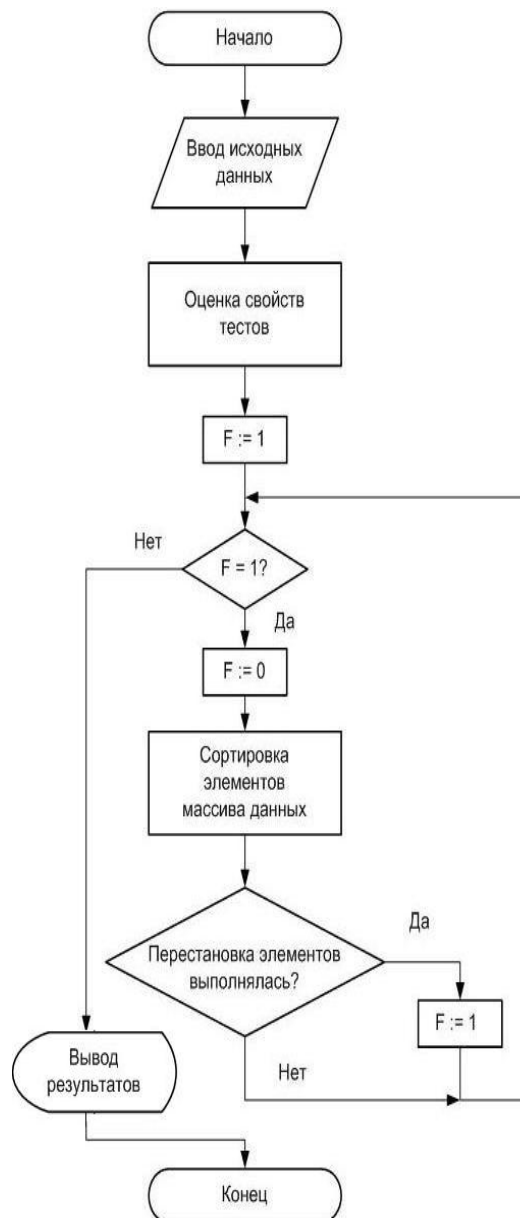 Начало
Ввод исходных
данных
Оценка свойств
тестов
F := 1
Нет
F = 1?
Да
F := 0
Сортировка
элементов
массива данных
Да
Перестановка элементов
выполнялась?
F := 1
Вывод
результатов
Нет
Конец